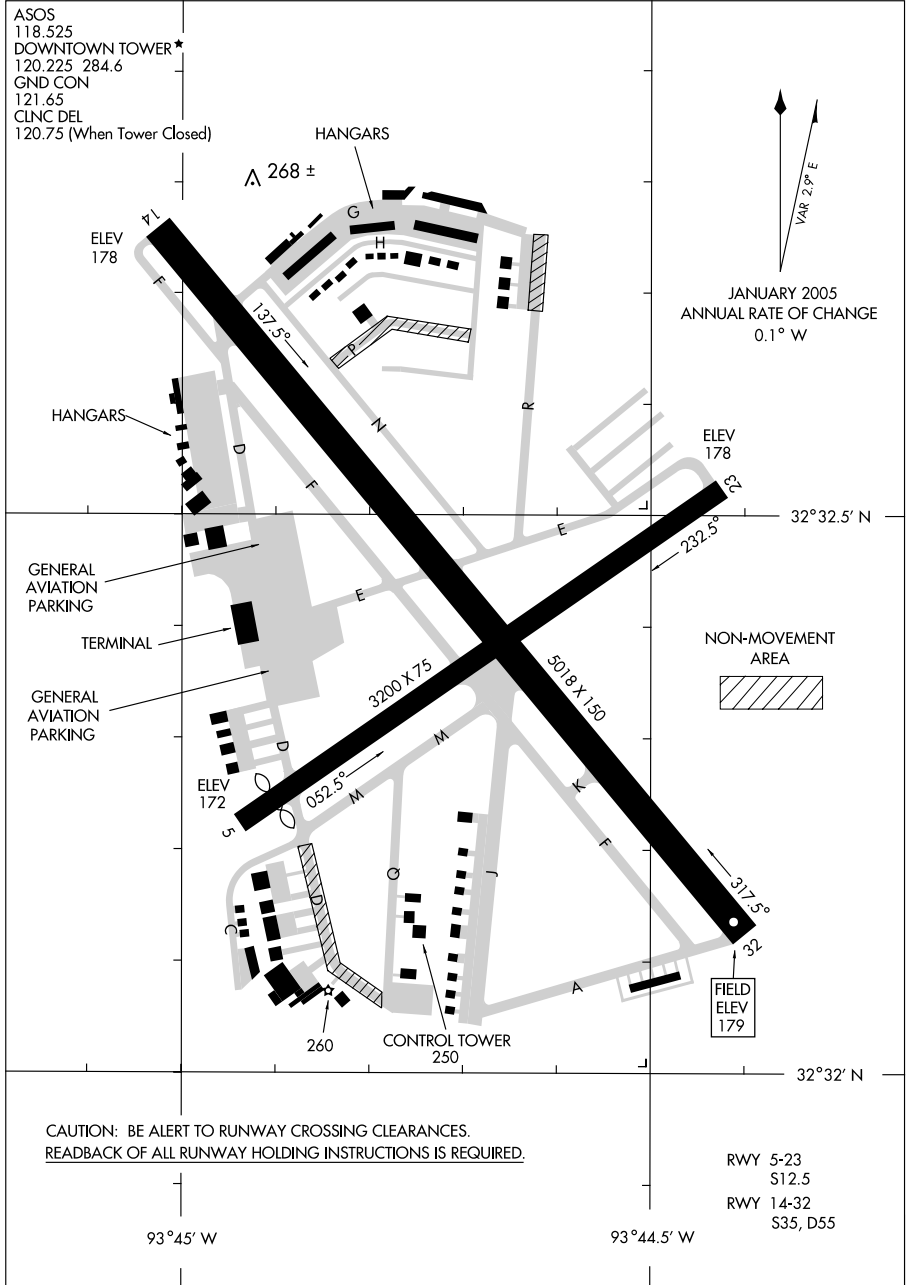 ASOS
118.525
DOWNTOWN TOWER
120.225 284.6
GND CON
121.65
CLNC DEL
120.75 (When Tower Closed)
HANGARS
268 ±
VAR 2.9° E
JANUARY 2005
ANNUAL RATE OF CHANGE
0.1° W
14
ELEV
178
G
H
F
137.5°
P
HANGARS
D
N
R
F
ELEV
178
23
32°32.5' N
E
232.5°
GENERAL
AVIATION
PARKING
E
TERMINAL
NON-MOVEMENT
AREA
GENERAL
AVIATION
PARKING
3200 X 75
5018 X 150
D
M
ELEV
172
052.5°
M
K
5
F
Q
J
317.5°
D
C
32
A
FIELD
ELEV
179
260
CONTROL TOWER
250
32°32' N
CAUTION: BE ALERT TO RUNWAY CROSSING CLEARANCES.
READBACK OF ALL RUNWAY HOLDING INSTRUCTIONS IS REQUIRED.
RWY 5-23
S12.5
RWY 14-32
S35, D55
93°45' W
93°44.5' W